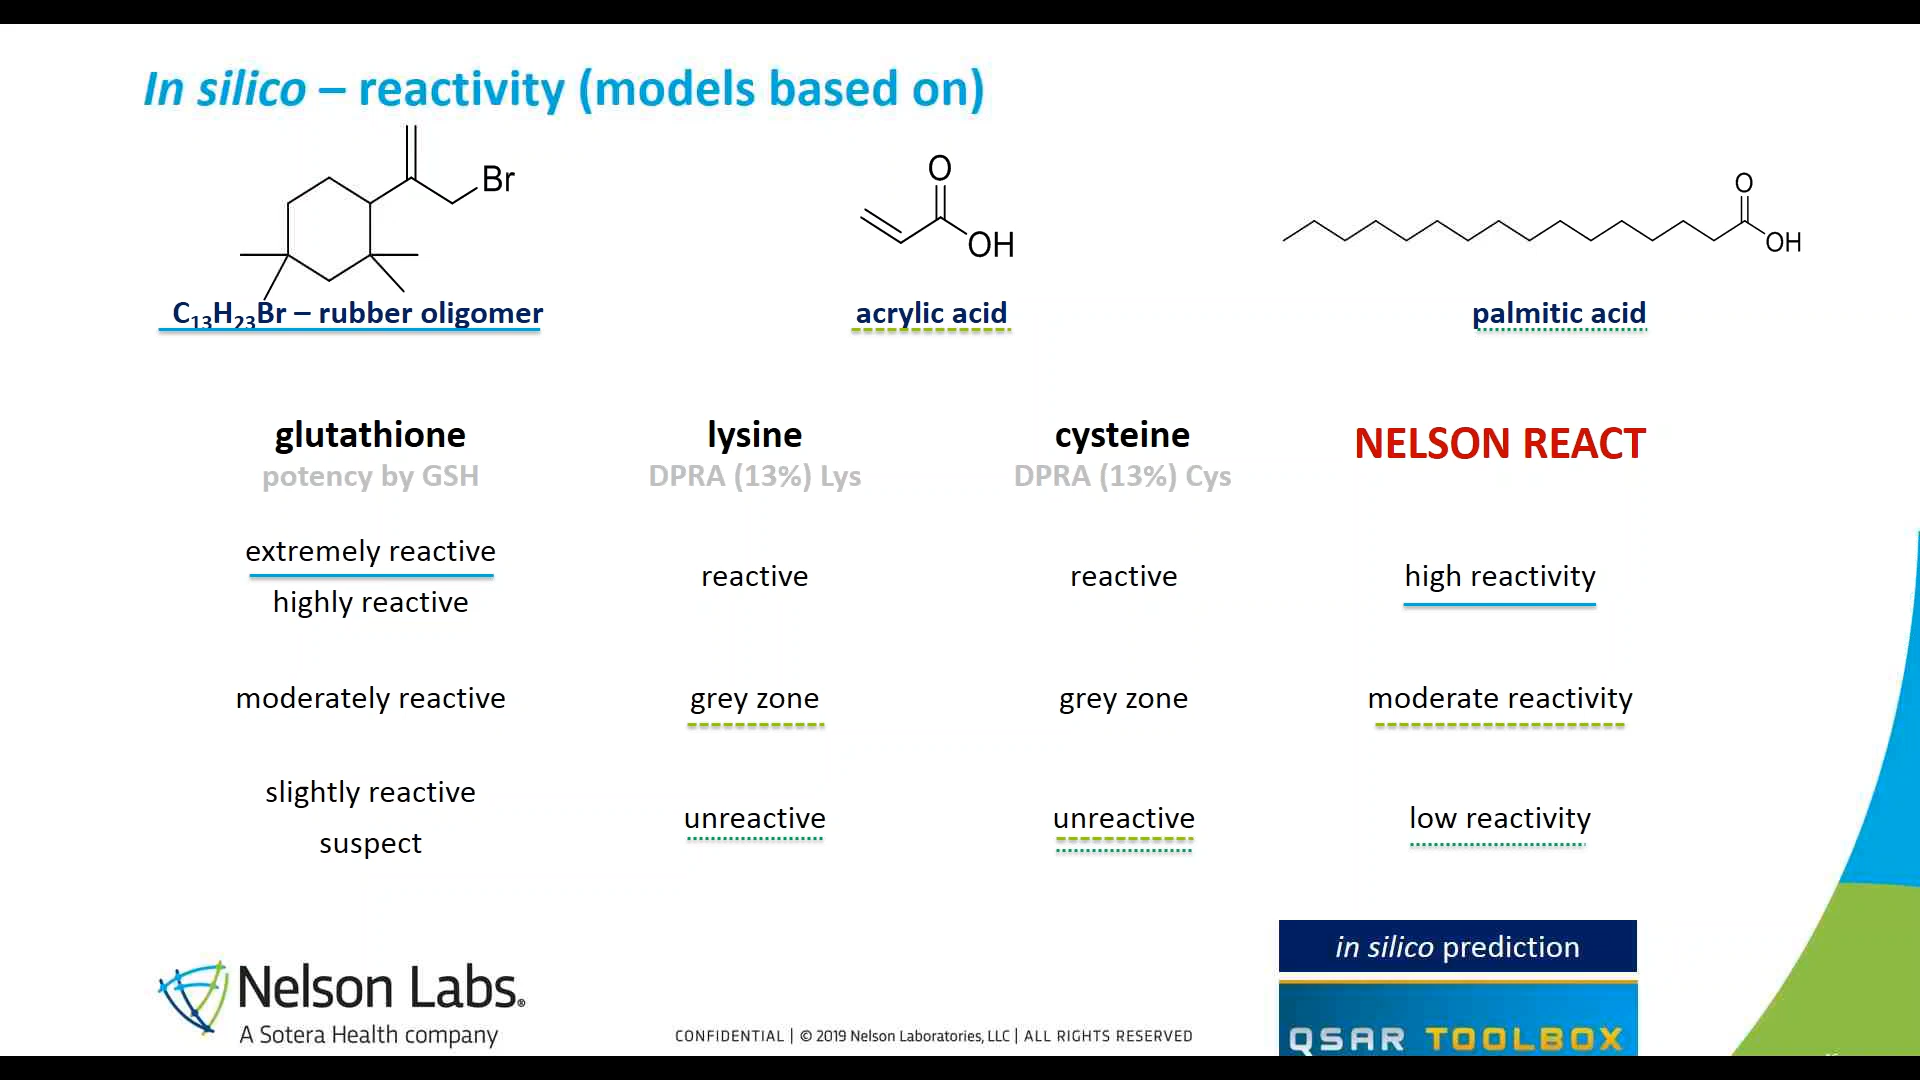 In silico – reactivity (models based on)
Br
O
OH
O
OH
C13H23Br – rubber oligomer
acrylic acid
palmitic acid
glutathione
potency by GSH
lysine
DPRA (13%) Lys
cysteine
DPRA (13%) Cys
NELSON REACT
extremely reactive
highly reactive
reactive
reactive
high reactivity
moderately reactive
grey zone
grey zone
moderate reactivity
slightly reactive
suspect
unreactive
unreactive
low reactivity
in silico prediction
QSAR TOOLBOX
Nelson Labs®
A Sotera Health company
CONFIDENTIAL | © 2019 Nelson Laboratories, LLC | ALL RIGHTS RESERVED